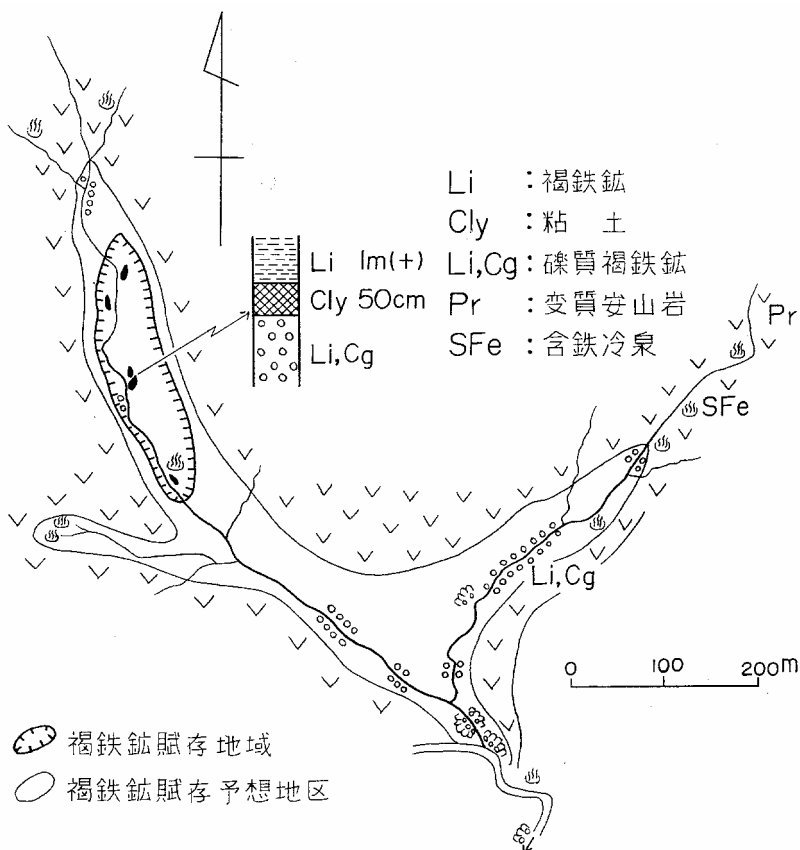 Li 1m(+)
Cly 50cm
Li,Cg
Li : 褐鉄鉱
Cly : 粘 土
Li,Cg : 礫質褐鉄鉱
Pr : 変質安山岩
SFe : 含鉄冷泉
Pr
SFe
Li,Cg
0 100 200m
褐鉄鉱賦存地域
褐鉄鉱賦存予想地区